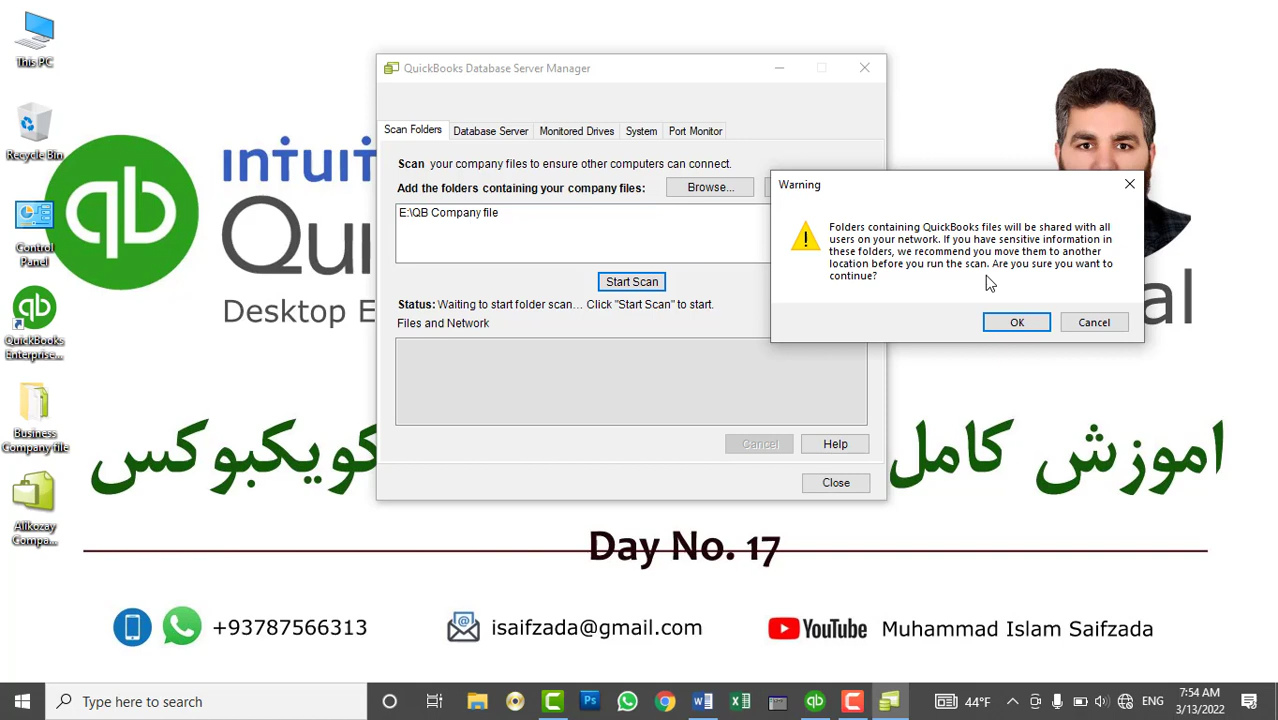 This PC
Recycle Bin
Control
Panel
QuickBooks
Enterprise...
Business
Company file
Alikozay
Compa...
intuit
Qu
Desktop E
al
QuickBooks Database Server Manager
Scan Folders
Database Server
Monitored Drives
System
Port Monitor
Scan your company files to ensure other computers can connect.
Add the folders containing your company files:
Browse...
E:\QB Company file
Start Scan
Status: Waiting to start folder scan… Click "Start Scan" to start.
Files and Network
Cancel
Help
Close
Warning
Folders containing QuickBooks files will be shared with all
users on your network. If you have sensitive information in
these folders, we recommend you move them to another
location before you run the scan. Are you sure you want to
continue?
OK
Cancel
اموزش کامل کویکبوکس
Day No. 17
+93787566313
isaifzada@gmail.com
YouTube
Muhammad Islam Saifzada
Type here to search
44°F
ENG
7:54 AM
3/13/2022